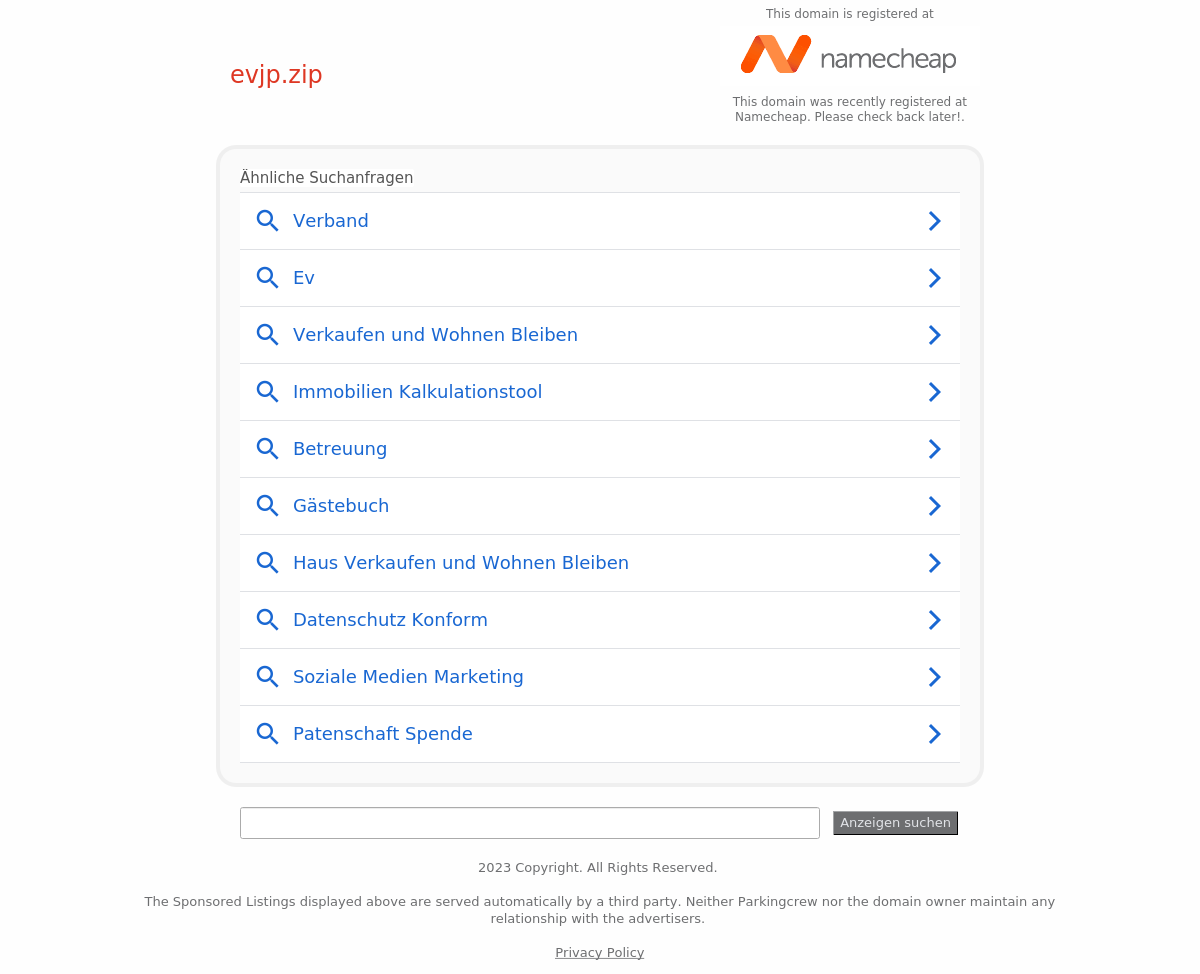 This domain is registered at
namecheap
evjp.zip
This domain was recently registered at
Namecheap. Please check back later!.
Ähnliche Suchanfragen
Verband
Ev
Verkaufen und Wohnen Bleiben
Immobilien Kalkulationstool
Betreuung
Gästebuch
Haus Verkaufen und Wohnen Bleiben
Datenschutz Konform
Soziale Medien Marketing
Patenschaft Spende
Anzeigen suchen
2023 Copyright. All Rights Reserved.
The Sponsored Listings displayed above are served automatically by a third party. Neither Parkingcrew nor the domain owner maintain any
relationship with the advertisers.
Privacy Policy